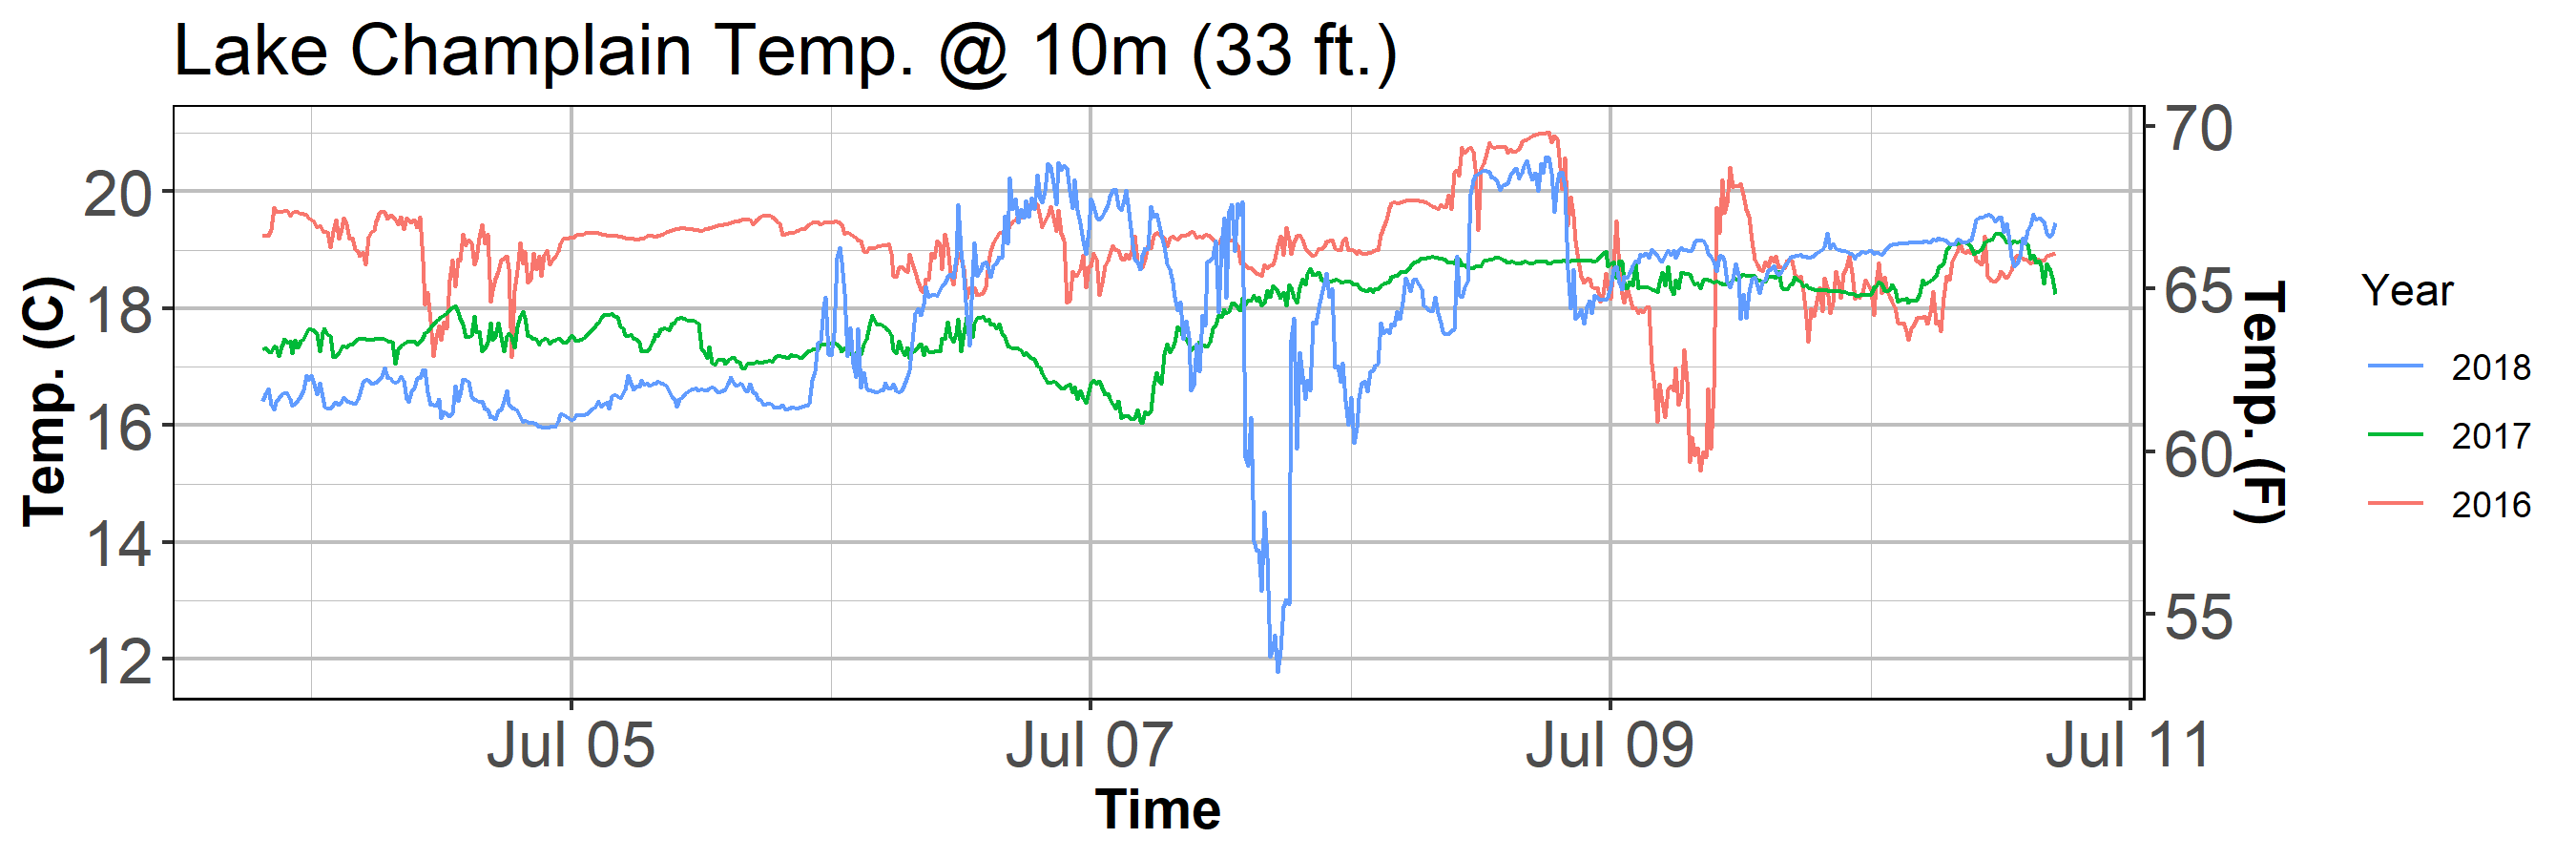 Lake Champlain Temp. @ 10m (33 ft.)
Temp. (C)
20
18
16
14
12
70
65
60
55
Temp. (F)
Jul 05
Jul 07
Jul 09
Jul 11
Time
Year
2018
2017
2016